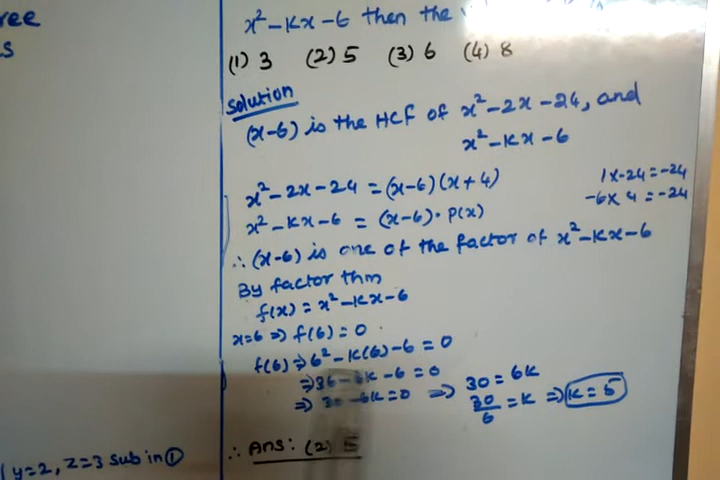 ree
s
x² - Kx - 6 then the
(1) 3 (2) 5 (3) 6 (4) 8
Solution
(x-6) is the HCF of x² - 2x - 24, and
x² - Kx - 6
x² - 2x - 24 = (x-6)(x+4)
1 x -24 = -24
x² - Kx - 6 = (x-6) · P(x)
-6 x 4 = -24
∴ (x-6) is one of the factor of x² - Kx - 6
By factor thm
f(x) = x² - Kx - 6
x=6 ⇒ f(6) = 0
f(6) ⇒ 6² - K(6) - 6 = 0
⇒ 36 - 6K - 6 = 0
⇒ 30 - 6K = 0 ⇒ 30 = 6K
30/6 = K ⇒ K = 5
∴ Ans: (2) 5
y=2, z=3 sub in ①